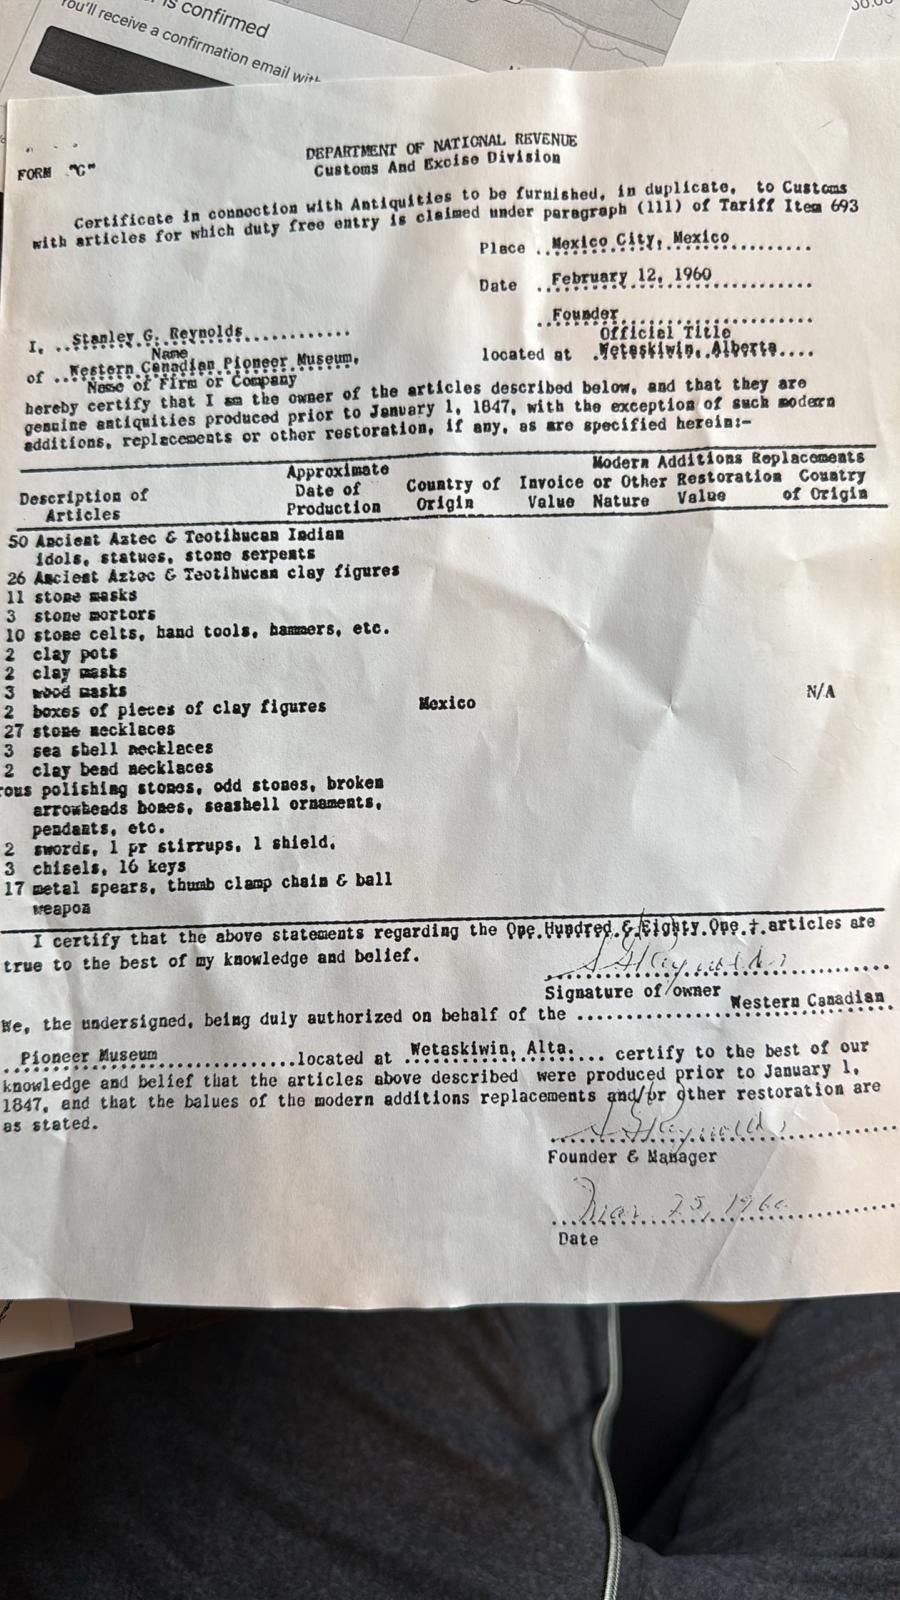 is confirmed
You'll receive a confirmation email with
FORM "C"
DEPARTMENT OF NATIONAL REVENUE
Customs And Excise Division
Certificate in connection with Antiquities to be furnished, in duplicate, to Customs
with articles for which duty free entry is claimed under paragraph (111) of Tariff Item 693
Place ..Mexico City, Mexico..........
Date ..February 12, 1960............
..Founder......................
Official Title
I, ..Stanley G. Reynolds.............
Name
located at .Wetaskiwin, Alberta....
of ....Western Canadian Pioneer Museum,
Name of Firm or Company
hereby certify that I am the owner of the articles described below, and that they are
genuine antiquities produced prior to January 1, 1847, with the exception of such modern
additions, replacements or other restoration, if any, as are specified herein:-
Description of Articles Approximate Date of Production Country of Origin Invoice Value Modern Additions Replacements or Other Restoration Nature Value Country of Origin
50 Ancient Aztec & Teotihucan Indian
idols, statues, stone serpents
26 Ancient Aztec & Teotihucan clay figures
11 stone masks
3 stone mortors
10 stone celts, hand tools, hammers, etc.
2 clay pots
2 clay masks
3 wood masks
2 boxes of pieces of clay figures Mexico N/A
27 stone necklaces
3 sea shell necklaces
2 clay bead necklaces
rous polishing stones, odd stones, broken
arrowheads bones, seashell ornaments,
pendants, etc.
2 swords, 1 pr stirrups, 1 shield,
3 chisels, 16 keys
17 metal spears, thumb clamp chain & ball
weapon
I certify that the above statements regarding the One Hundred & Eighty One + articles are
true to the best of my knowledge and belief.
S G Reynolds
Signature of owner
We, the undersigned, being duly authorized on behalf of the ...Western Canadian
Pioneer Museum..............located at ..Wetaskiwin, Alta.... certify to the best of our
knowledge and belief that the articles above described were produced prior to January 1,
1847, and that the balues of the modern additions replacements and/or other restoration are
as stated.
S G Reynolds
Founder & Manager
Mar 25, 1960
Date